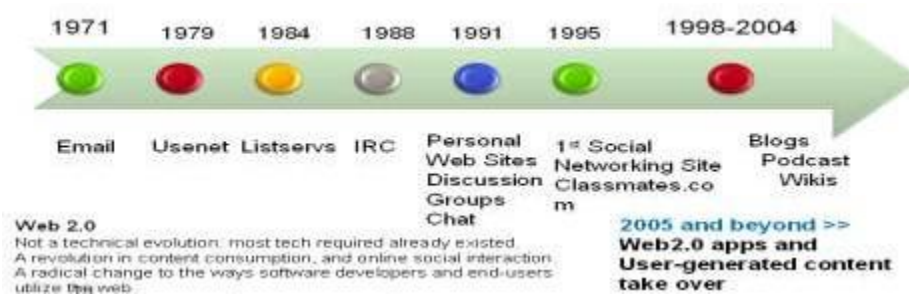 1971
1979
1984
1988
1991
1995
1998-2004
Email
Usenet
Listservs
IRC
Personal
Web Sites
Discussion
Groups
Chat
1st Social
Networking Site
Classmates.co
m
Blogs
Podcast
Wikis
Web 2.0
Not a technical evolution, most tech required already existed
A revolution in content consumption, and online social interaction
A radical change to the ways software developers and end-users
utilize the web
2005 and beyond >>
Web2.0 apps and
User-generated content
take over